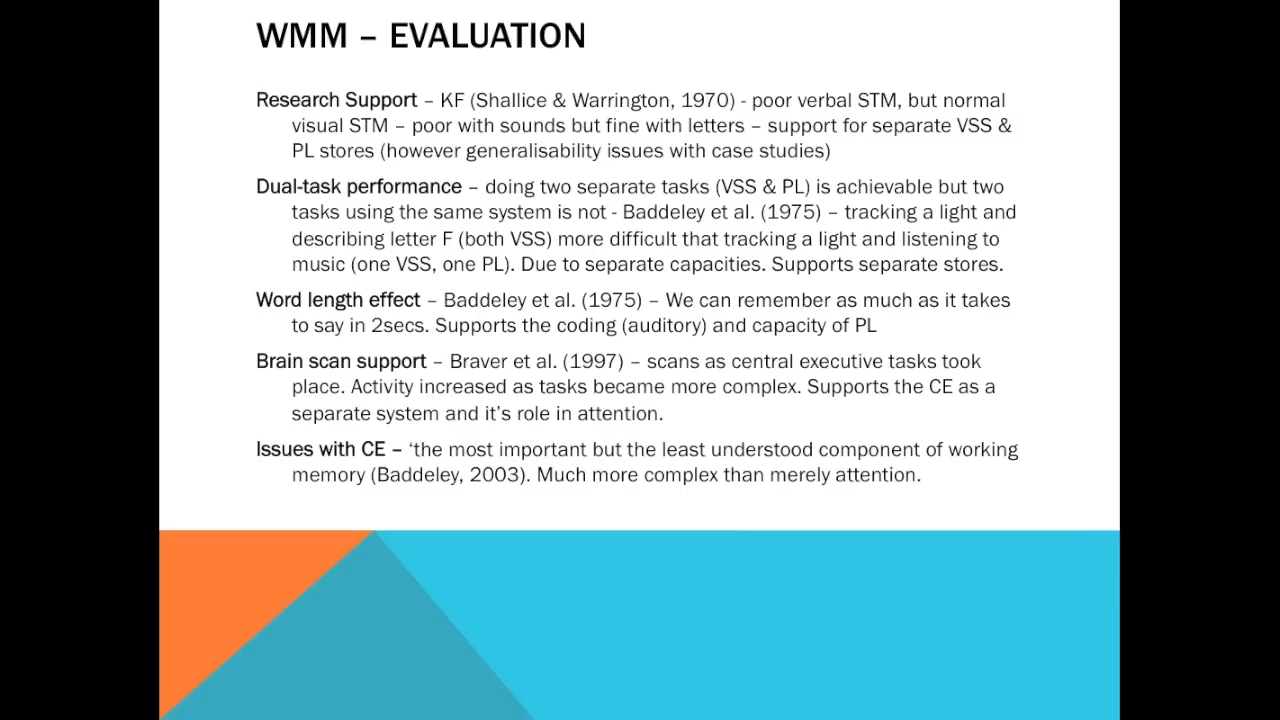 WMM – EVALUATION
Research Support – KF (Shallice & Warrington, 1970) - poor verbal STM, but normal
visual STM – poor with sounds but fine with letters – support for separate VSS &
PL stores (however generalisability issues with case studies)
Dual-task performance – doing two separate tasks (VSS & PL) is achievable but two
tasks using the same system is not - Baddeley et al. (1975) – tracking a light and
describing letter F (both VSS) more difficult that tracking a light and listening to
music (one VSS, one PL). Due to separate capacities. Supports separate stores.
Word length effect – Baddeley et al. (1975) – We can remember as much as it takes
to say in 2secs. Supports the coding (auditory) and capacity of PL
Brain scan support – Braver et al. (1997) – scans as central executive tasks took
place. Activity increased as tasks became more complex. Supports the CE as a
separate system and it's role in attention.
Issues with CE – ‘the most important but the least understood component of working
memory (Baddeley, 2003). Much more complex than merely attention.